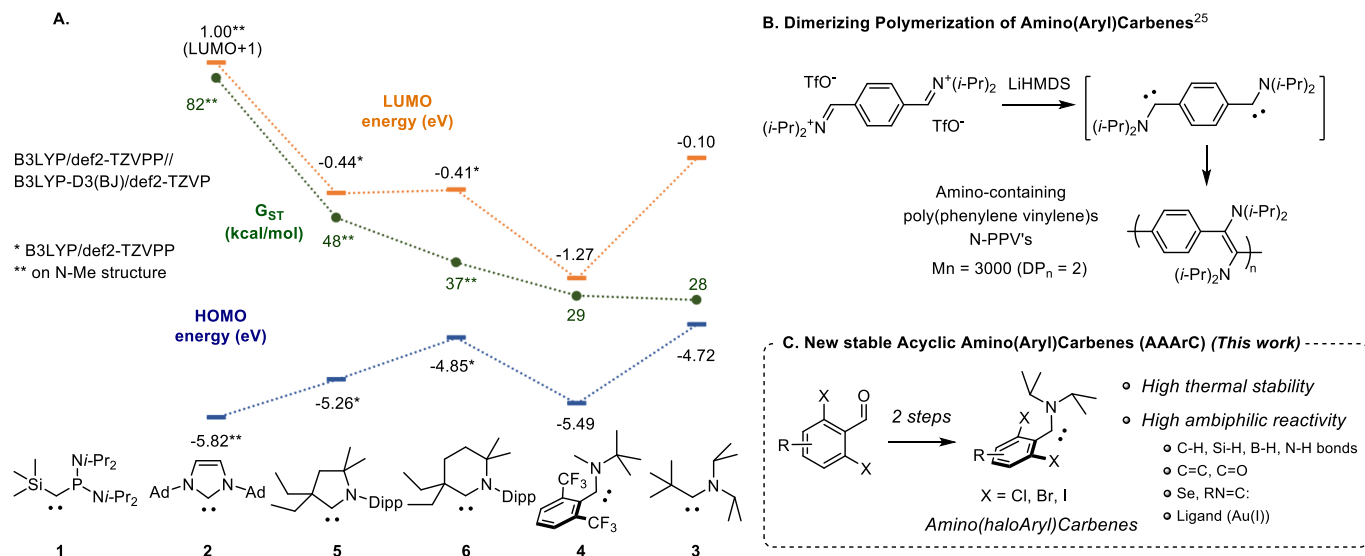 A.
1.00**
(LUMO+1)
82**
LUMO
energy (eV)
-0.44*
-0.41*
-0.10
B3LYP/def2-TZVPP//
B3LYP-D3(BJ)/def2-TZVP
G_ST
(kcal/mol)
48**
-1.27
* B3LYP/def2-TZVPP
** on N-Me structure
37**
29
28
HOMO
energy (eV)
-4.72
-4.85*
-5.26*
-5.49
-5.82**
Si
P
Ni-Pr2
Ni-Pr2
Ad
N
N
Ad
N
Dipp
N
Dipp
N
CF3
CF3
N
1
2
5
6
4
3
B. Dimerizing Polymerization of Amino(Aryl)Carbenes25
TfO-
N+(i-Pr)2
(i-Pr)2+N
TfO-
LiHMDS
N(i-Pr)2
(i-Pr)2N
Amino-containing
poly(phenylene vinylene)s
N-PPV's
Mn = 3000 (DPn = 2)
N(i-Pr)2
(i-Pr)2N
n
C. New stable Acyclic Amino(Aryl)Carbenes (AAArC) (This work)
X
O
R
X
2 steps
N
X
R
X
X = Cl, Br, I
Amino(haloAryl)Carbenes
High thermal stability
High ambiphilic reactivity
C-H, Si-H, B-H, N-H bonds
C=C, C=O
Se, RN=C:
Ligand (Au(I))